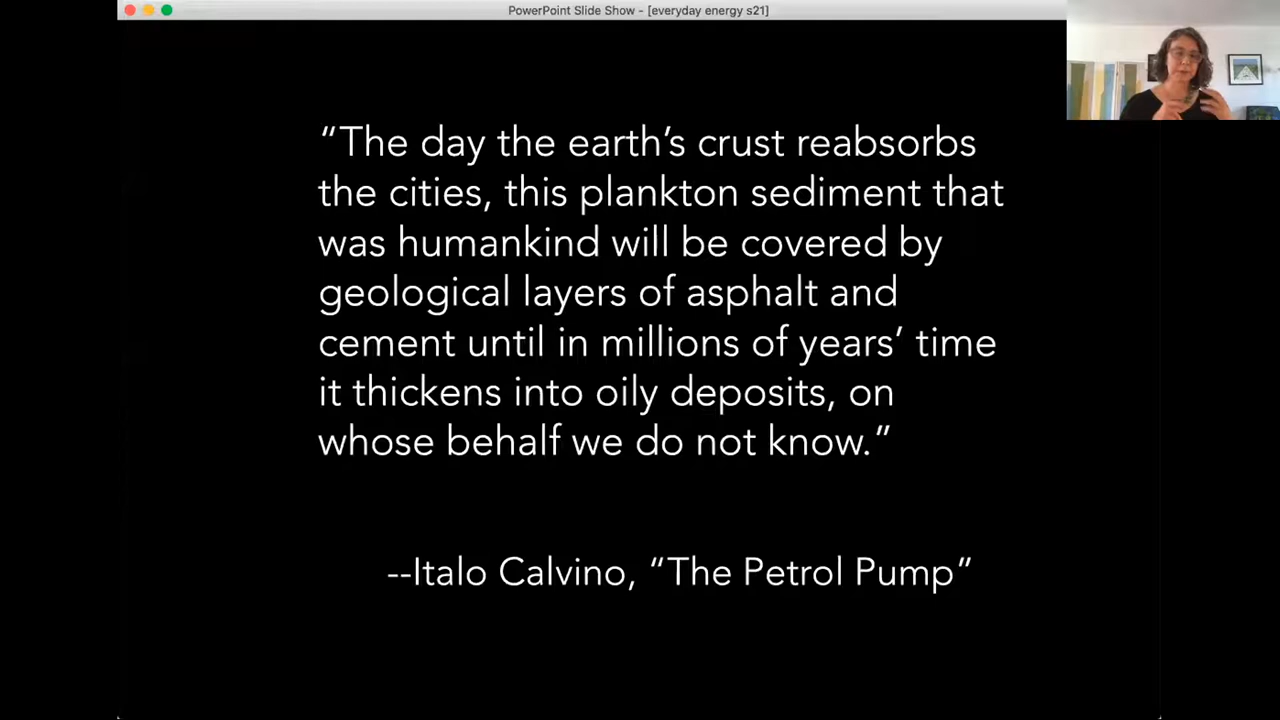 PowerPoint Slide Show - [everyday energy s21]
“The day the earth’s crust reabsorbs
the cities, this plankton sediment that
was humankind will be covered by
geological layers of asphalt and
cement until in millions of years’ time
it thickens into oily deposits, on
whose behalf we do not know.”
--Italo Calvino, “The Petrol Pump”